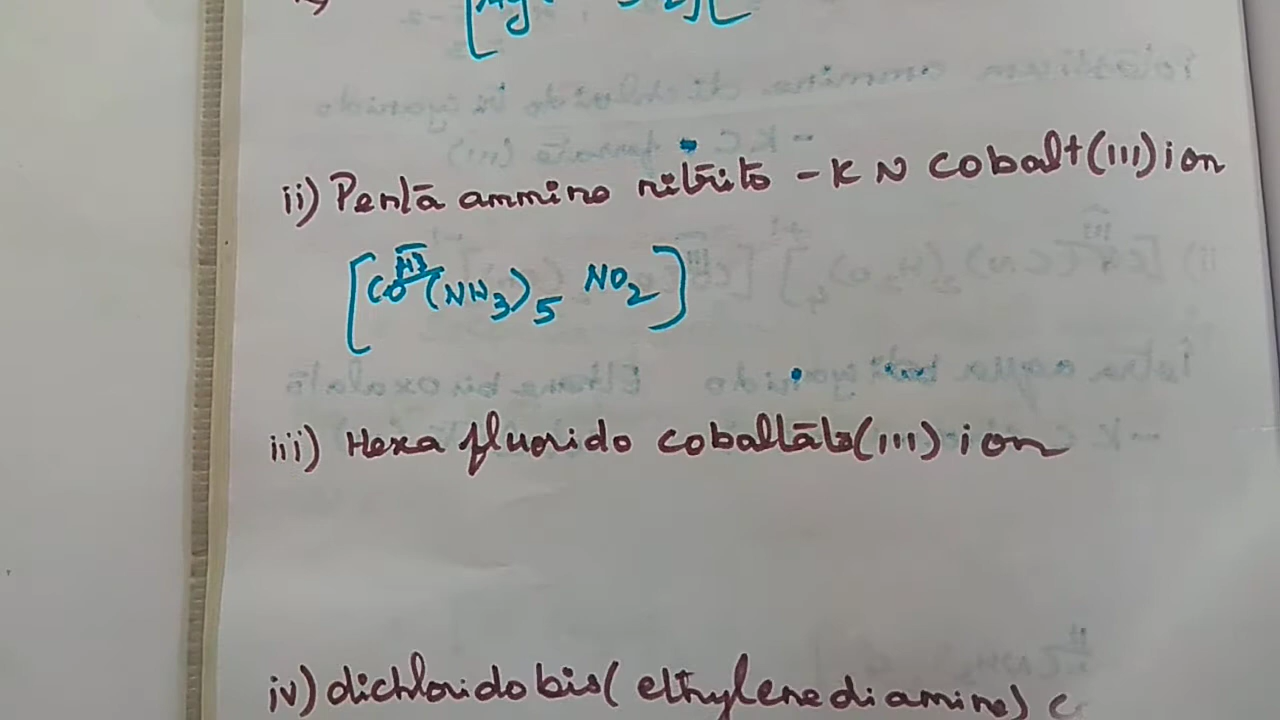 ii) Penta ammine nitrito - K N cobalt (III) ion
[Co III (NH3)5 NO2]
iii) Hexa fluorido cobaltate (III) ion
iv) dichlorido bis( ethylenediamine) c